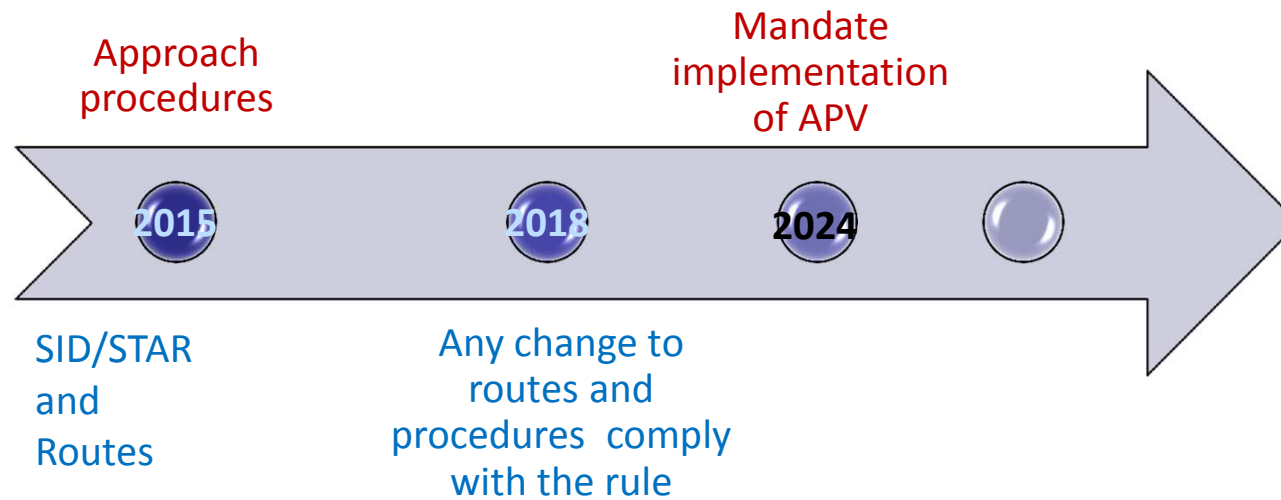 Approach
procedures
Mandate
implementation
of APV
2015
2018
2024
SID/STAR
and
Routes
Any change to
routes and
procedures comply
with the rule